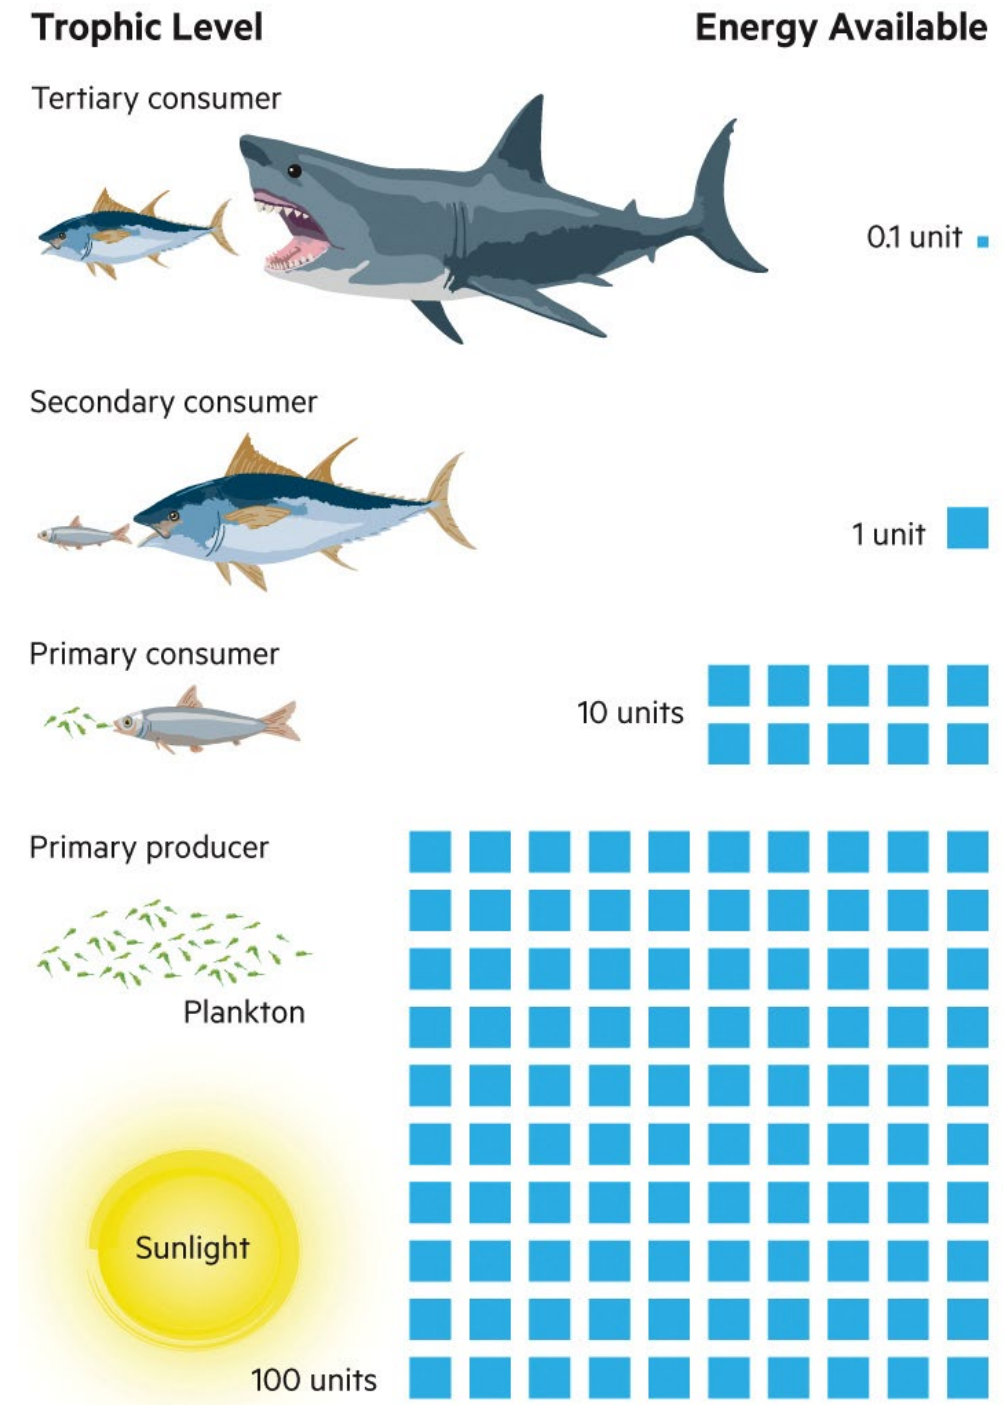 Trophic Level
Energy Available
Tertiary consumer
0.1 unit
Secondary consumer
1 unit
Primary consumer
10 units
Primary producer
Plankton
Sunlight
100 units